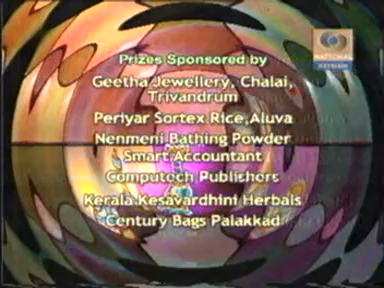 NATIONAL
Prizes Sponsored by
Geetha Jewellery, Chalai,
Trivandrum
Periyar Sortex Rice,Aluva
Nenmeni Bathing Powder
Smart Accountant
Computech Publishers
Kerala Kesavardhini Herbals
Century Bags Palakkad